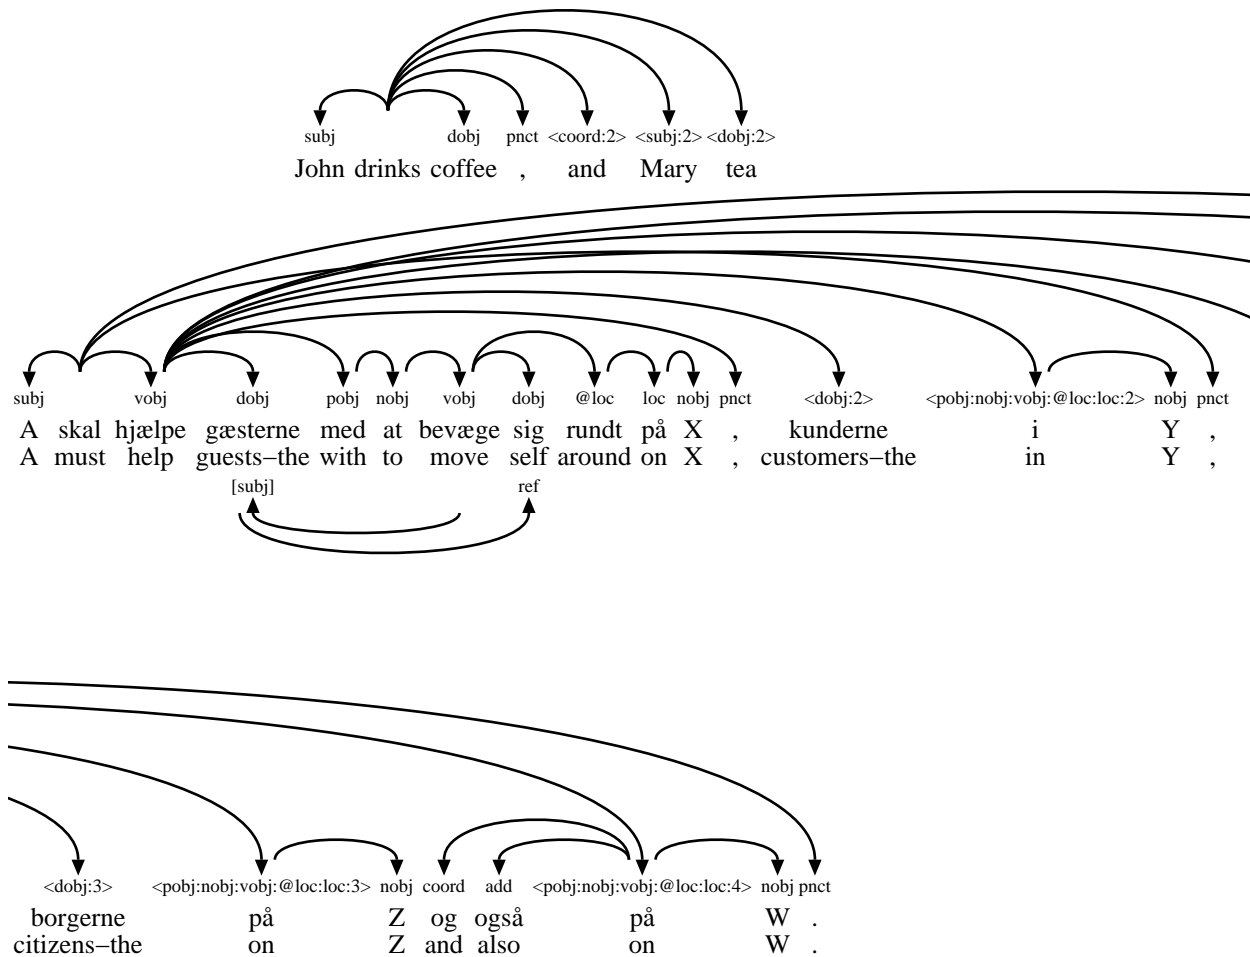 subj dobj pnct <coord:2> <subj:2> <dobj:2>
John drinks coffee , and Mary tea
subj vobj dobj pobj nobj vobj dobj @loc loc nobj pnct <dobj:2> <pobj:nobj:vobj:@loc:loc:2> nobj pnct
A skal hjælpe gæsterne med at bevæge sig rundt på X , kunderne i Y ,
A must help guests–the with to move self around on X , customers–the in Y ,
[subj] ref
<dobj:3> <pobj:nobj:vobj:@loc:loc:3> nobj coord add <pobj:nobj:vobj:@loc:loc:4> nobj pnct
borgerne på Z og også på W .
citizens–the on Z and also on W .